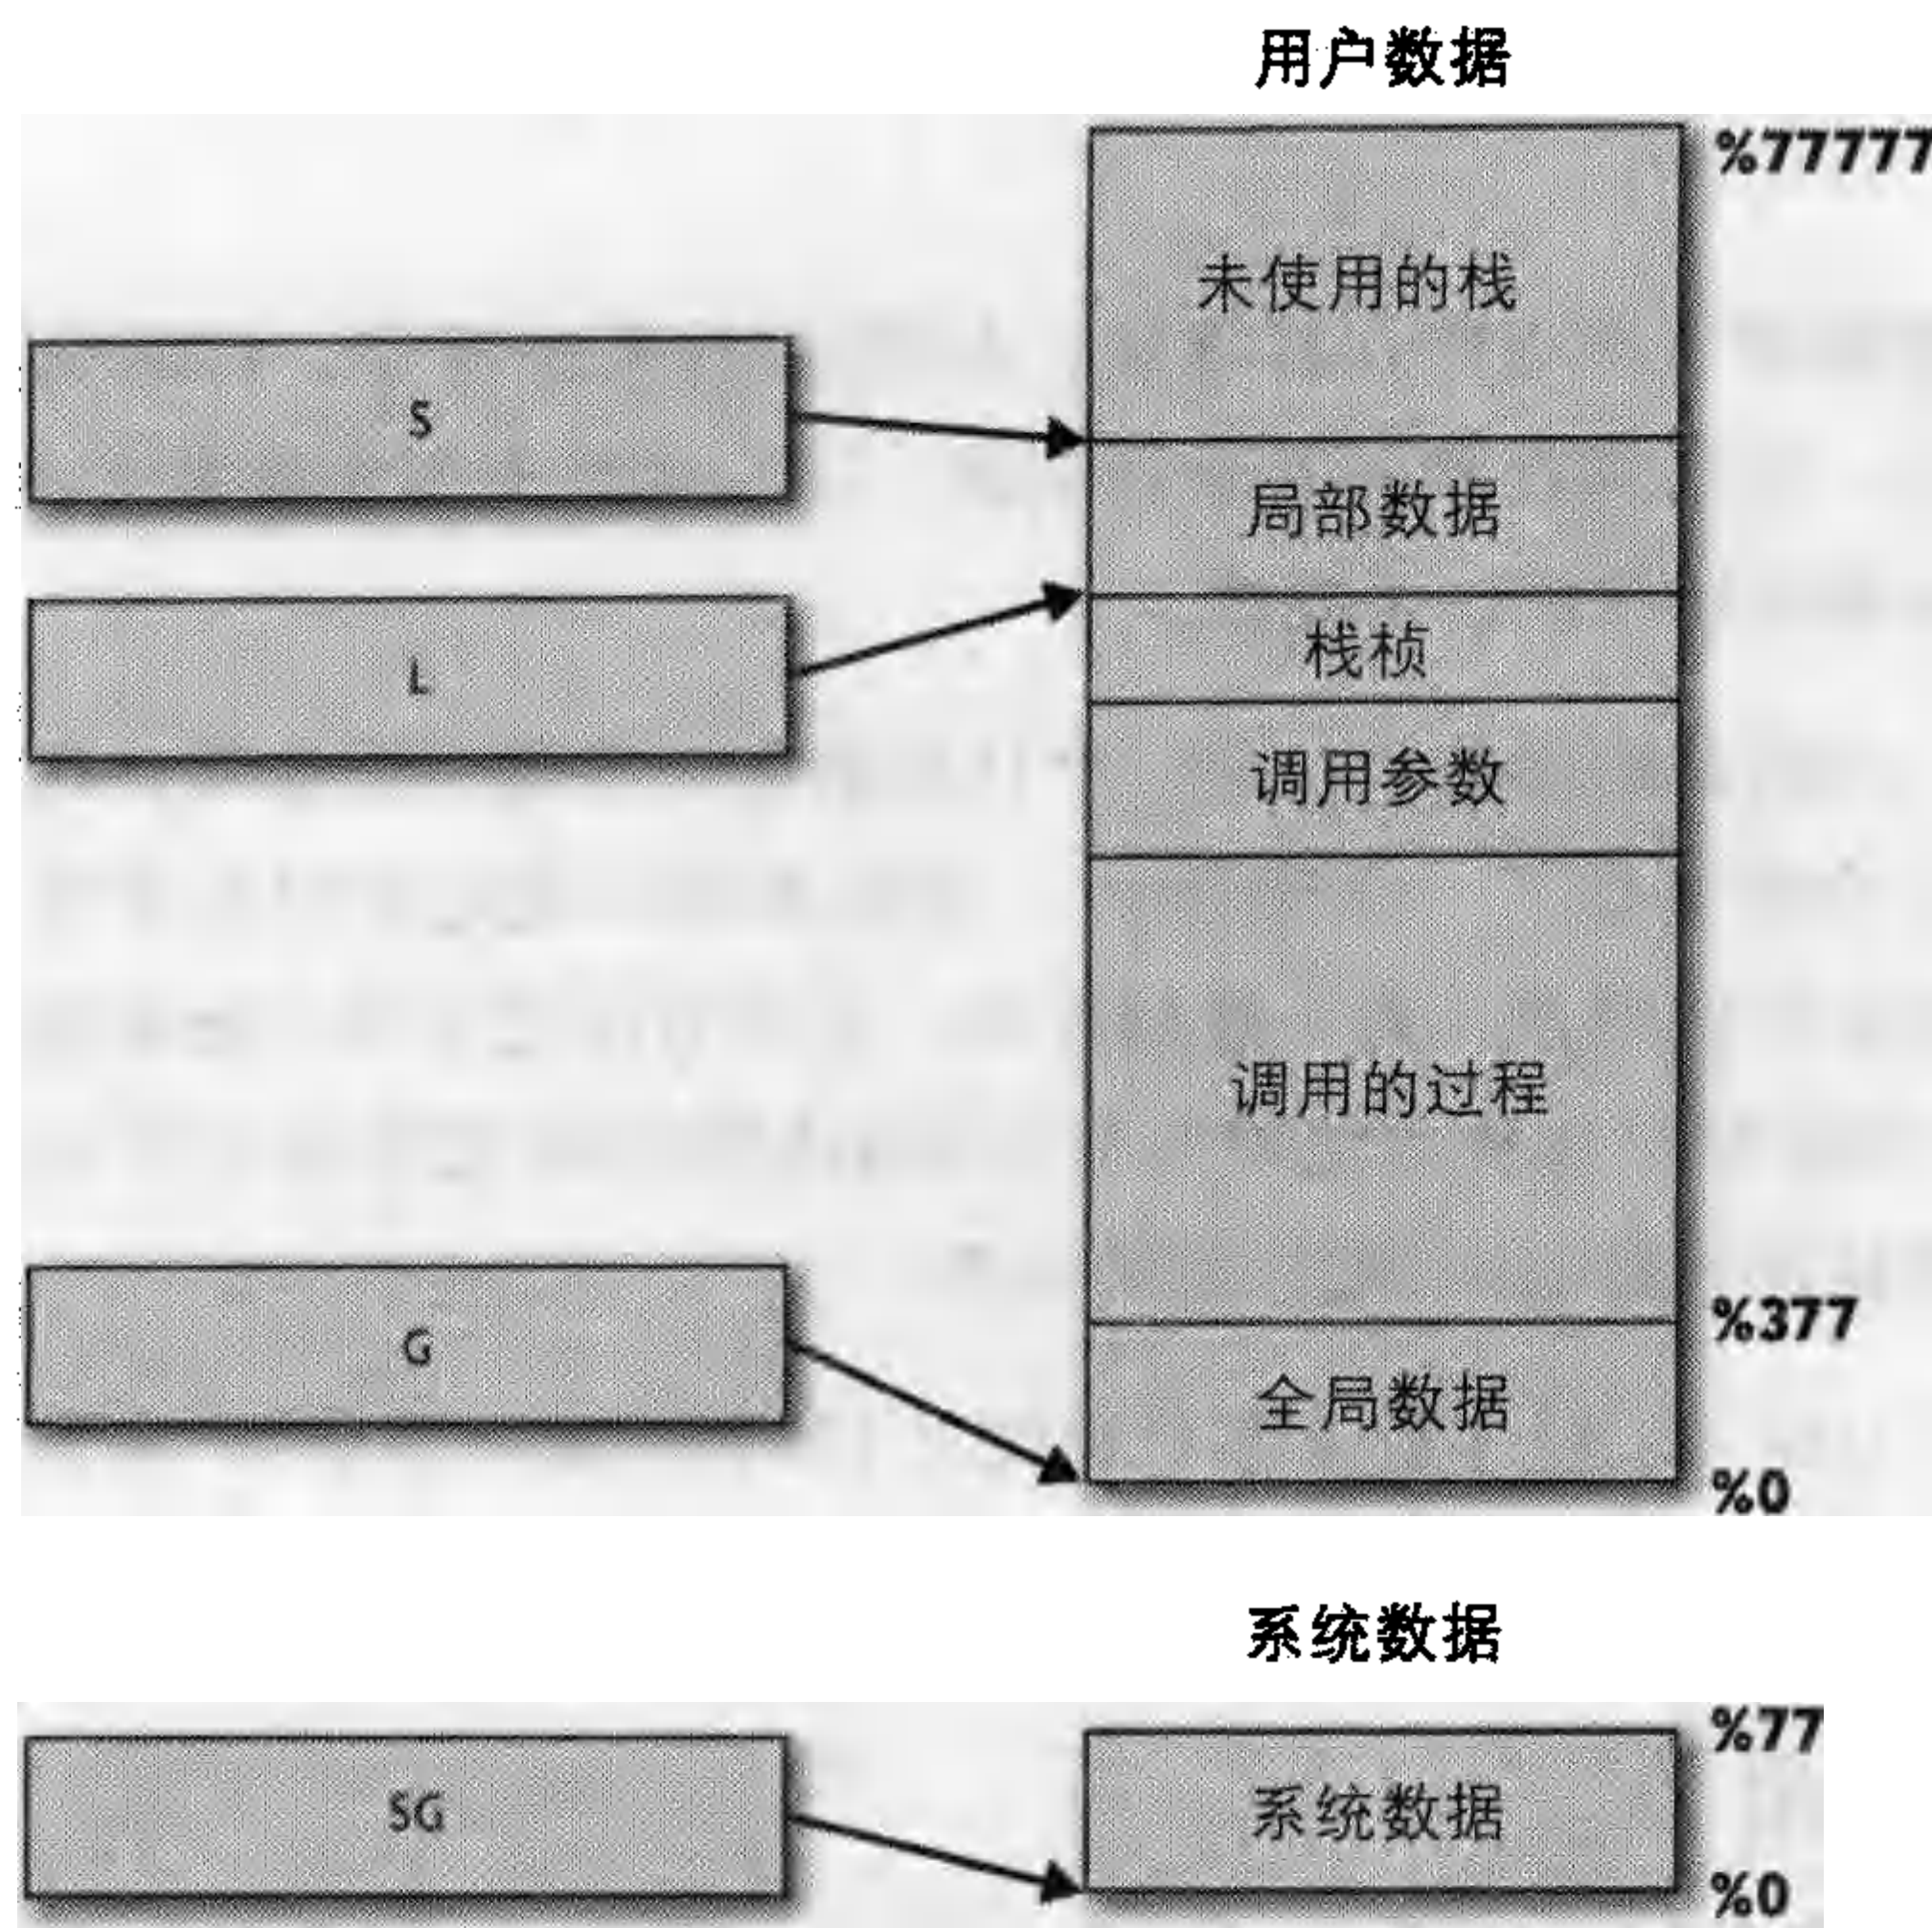 用户数据
%77777
未使用的栈
S
局部数据
L
栈桢
调用参数
调用的过程
%377
G
全局数据
%0
系统数据
%77
SG
系统数据
%0